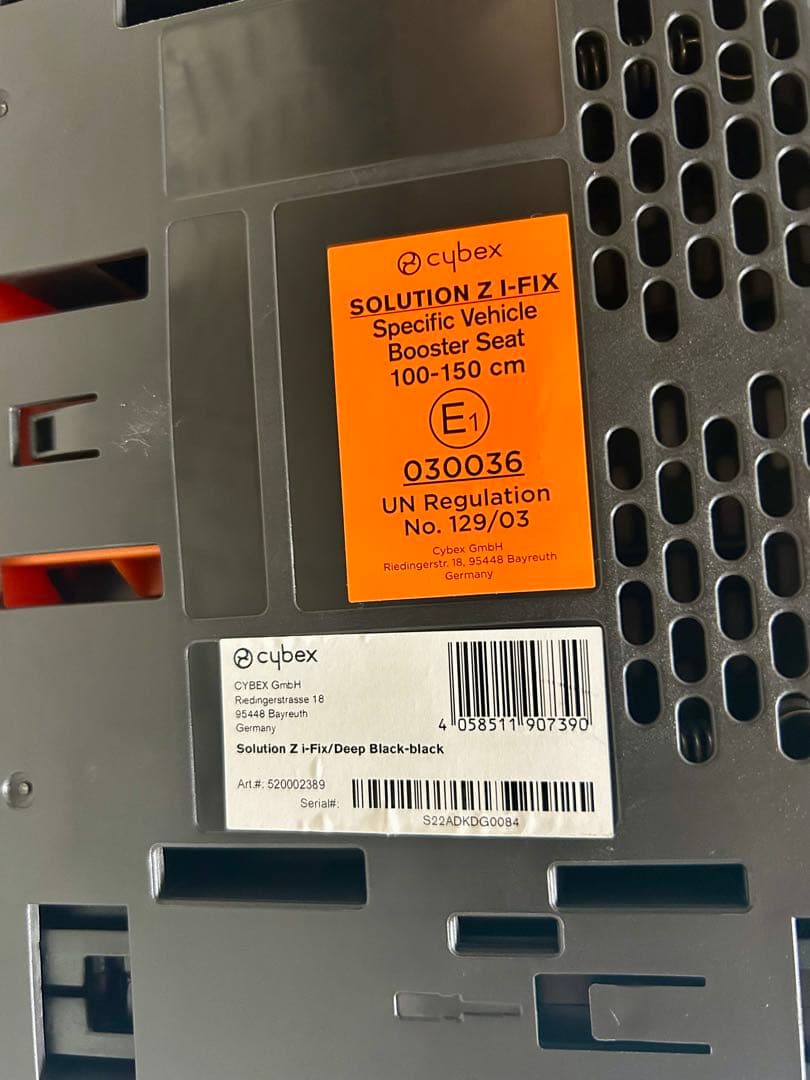 cybex
SOLUTION Z I-FIX
Specific Vehicle
Booster Seat
100-150 cm
E1
030036
UN Regulation
No. 129/03
Cybex GmbH
Riedingerstr. 18, 95448 Bayreuth
Germany
cybex
CYBEX GmbH
Riedingerstrasse 18
95448 Bayreuth
Germany
4 058511 907390
Solution Z i-Fix/Deep Black-black
Art.#: 520002389
Serial#:
S22ADKDG0084